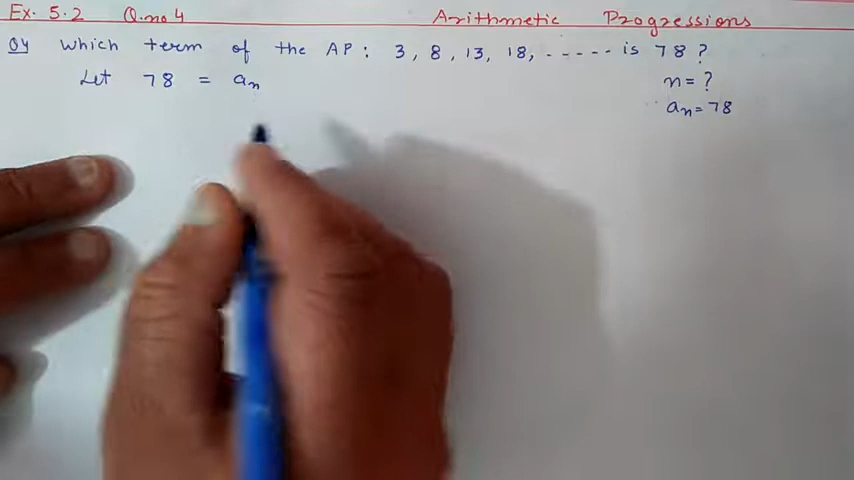 Ex. 5.2 Q.no 4 Arithmetic Progressions
Q4 Which term of the AP : 3, 8, 13, 18, ----- is 78 ?
Let 78 = aₙ n = ?
aₙ = 78